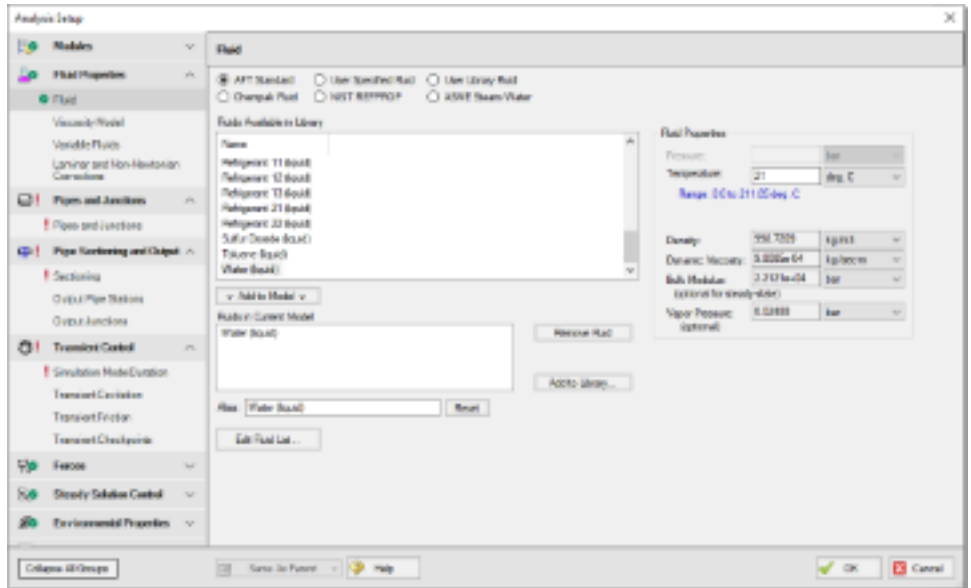 Analysis Setup
Modules
Fluid Properties
Fluid
Viscosity Model
Variable Fluids
Laminar and Non-Newtonian
Corrections
Pipes and Junctions
Pipes and Junctions
Pipe Sectioning and Output
Sectioning
Output Pipe Stations
Output Junctions
Transient Control
Simulation Mode/Duration
Transient Cavitation
Transient Friction
Transient Checkpoints
Forces
Steady Solution Control
Environmental Properties
Collapse All Groups
Fluid
AFT Standard
User Specified Fluid
User Library Fluid
Chempak Fluid
NIST REFPROP
ASME Steam/Water
Fluids Available in Library
Name
Refrigerant 11 (liquid)
Refrigerant 12 (liquid)
Refrigerant 13 (liquid)
Refrigerant 21 (liquid)
Refrigerant 22 (liquid)
Sulfur Dioxide (liquid)
Toluene (liquid)
Water (liquid)
Add to Model
Fluids in Current Model
Water (liquid)
Remove Fluid
Add to Library...
Alias: Water (liquid)
Reset
Edit Fluid List...
Fluid Properties
Pressure: bar
Temperature: 21 deg. C
Density: kg/m3
Dynamic Viscosity: kg/sec-m
Bulk Modulus: bar
(optional for steady-state)
Vapor Pressure: bar
(optional)
Same As Parent
Help
OK
Cancel